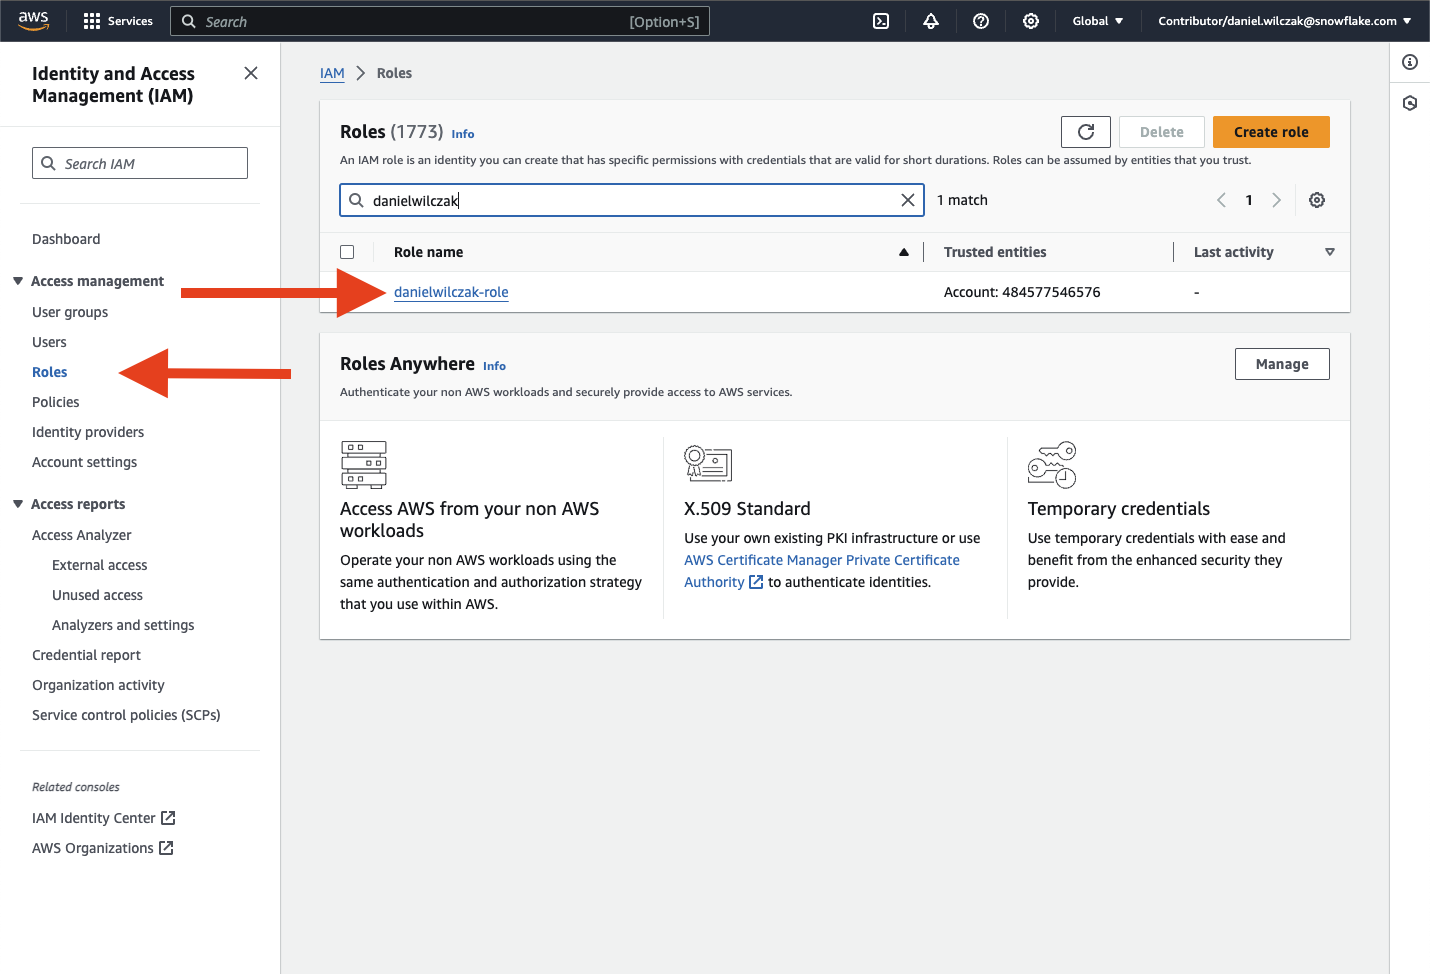 aws
Services
Search
[Option+S]
Global
Contributor/daniel.wilczak@snowflake.com
Identity and Access
Management (IAM)
Search IAM
Dashboard
Access management
User groups
Users
Roles
Policies
Identity providers
Account settings
Access reports
Access Analyzer
External access
Unused access
Analyzers and settings
Credential report
Organization activity
Service control policies (SCPs)
Related consoles
IAM Identity Center
AWS Organizations
IAM > Roles
Roles (1773) Info
Delete
Create role
An IAM role is an identity you can create that has specific permissions with credentials that are valid for short durations. Roles can be assumed by entities that you trust.
danielwilczak
1 match
1
Role name
Trusted entities
Last activity
danielwilczak-role
Account: 484577546576
-
Roles Anywhere Info
Manage
Authenticate your non AWS workloads and securely provide access to AWS services.
Access AWS from your non AWS
workloads
Operate your non AWS workloads using the
same authentication and authorization strategy
that you use within AWS.
X.509 Standard
Use your own existing PKI infrastructure or use
AWS Certificate Manager Private Certificate
Authority to authenticate identities.
Temporary credentials
Use temporary credentials with ease and
benefit from the enhanced security they
provide.